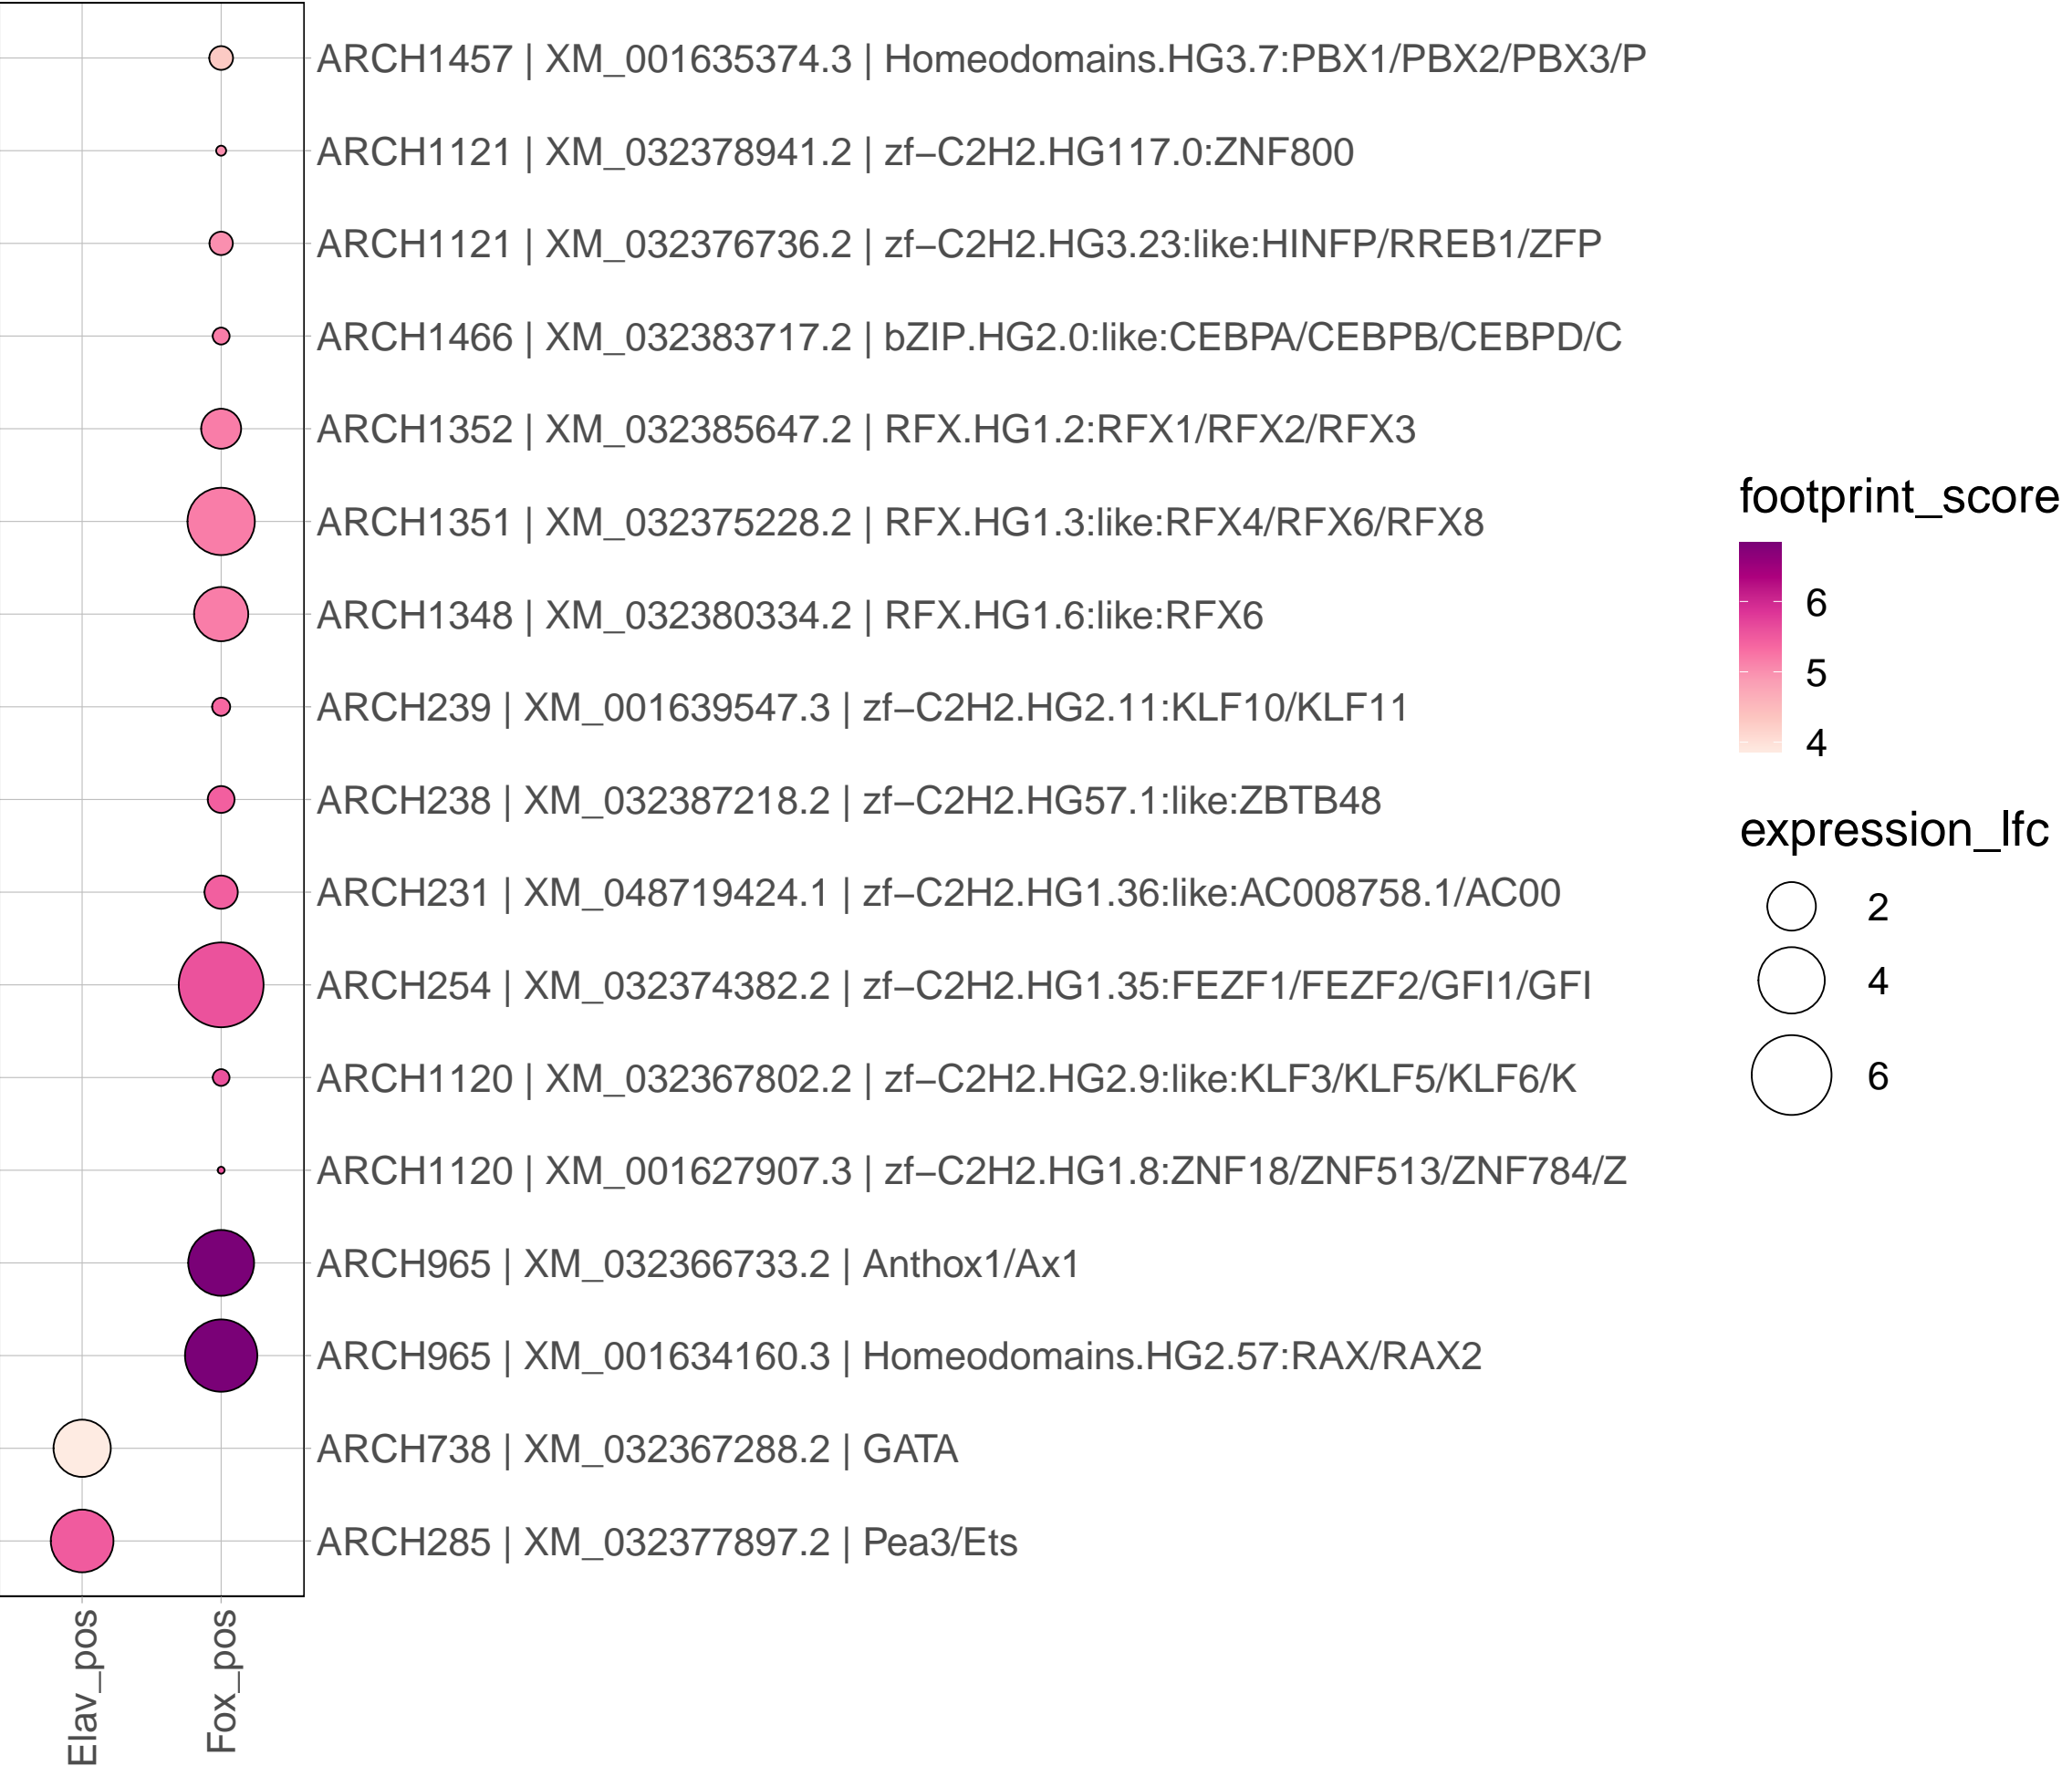 ARCH1457 | XM_001635374.3 | Homeodomains.HG3.7:PBX1/PBX2/PBX3/P
ARCH1121 | XM_032378941.2 | zf−C2H2.HG117.0:ZNF800
ARCH1121 | XM_032376736.2 | zf−C2H2.HG3.23:like:HINFP/RREB1/ZFP
ARCH1466 | XM_032383717.2 | bZIP.HG2.0:like:CEBPA/CEBPB/CEBPD/C
ARCH1352 | XM_032385647.2 | RFX.HG1.2:RFX1/RFX2/RFX3
ARCH1351 | XM_032375228.2 | RFX.HG1.3:like:RFX4/RFX6/RFX8
ARCH1348 | XM_032380334.2 | RFX.HG1.6:like:RFX6
ARCH239 | XM_001639547.3 | zf−C2H2.HG2.11:KLF10/KLF11
ARCH238 | XM_032387218.2 | zf−C2H2.HG57.1:like:ZBTB48
ARCH231 | XM_048719424.1 | zf−C2H2.HG1.36:like:AC008758.1/AC00
ARCH254 | XM_032374382.2 | zf−C2H2.HG1.35:FEZF1/FEZF2/GFI1/GFI
ARCH1120 | XM_032367802.2 | zf−C2H2.HG2.9:like:KLF3/KLF5/KLF6/K
ARCH1120 | XM_001627907.3 | zf−C2H2.HG1.8:ZNF18/ZNF513/ZNF784/Z
ARCH965 | XM_032366733.2 | Anthox1/Ax1
ARCH965 | XM_001634160.3 | Homeodomains.HG2.57:RAX/RAX2
ARCH738 | XM_032367288.2 | GATA
ARCH285 | XM_032377897.2 | Pea3/Ets
Elav_pos
Fox_pos
footprint_score
6
5
4
expression_lfc
2
4
6